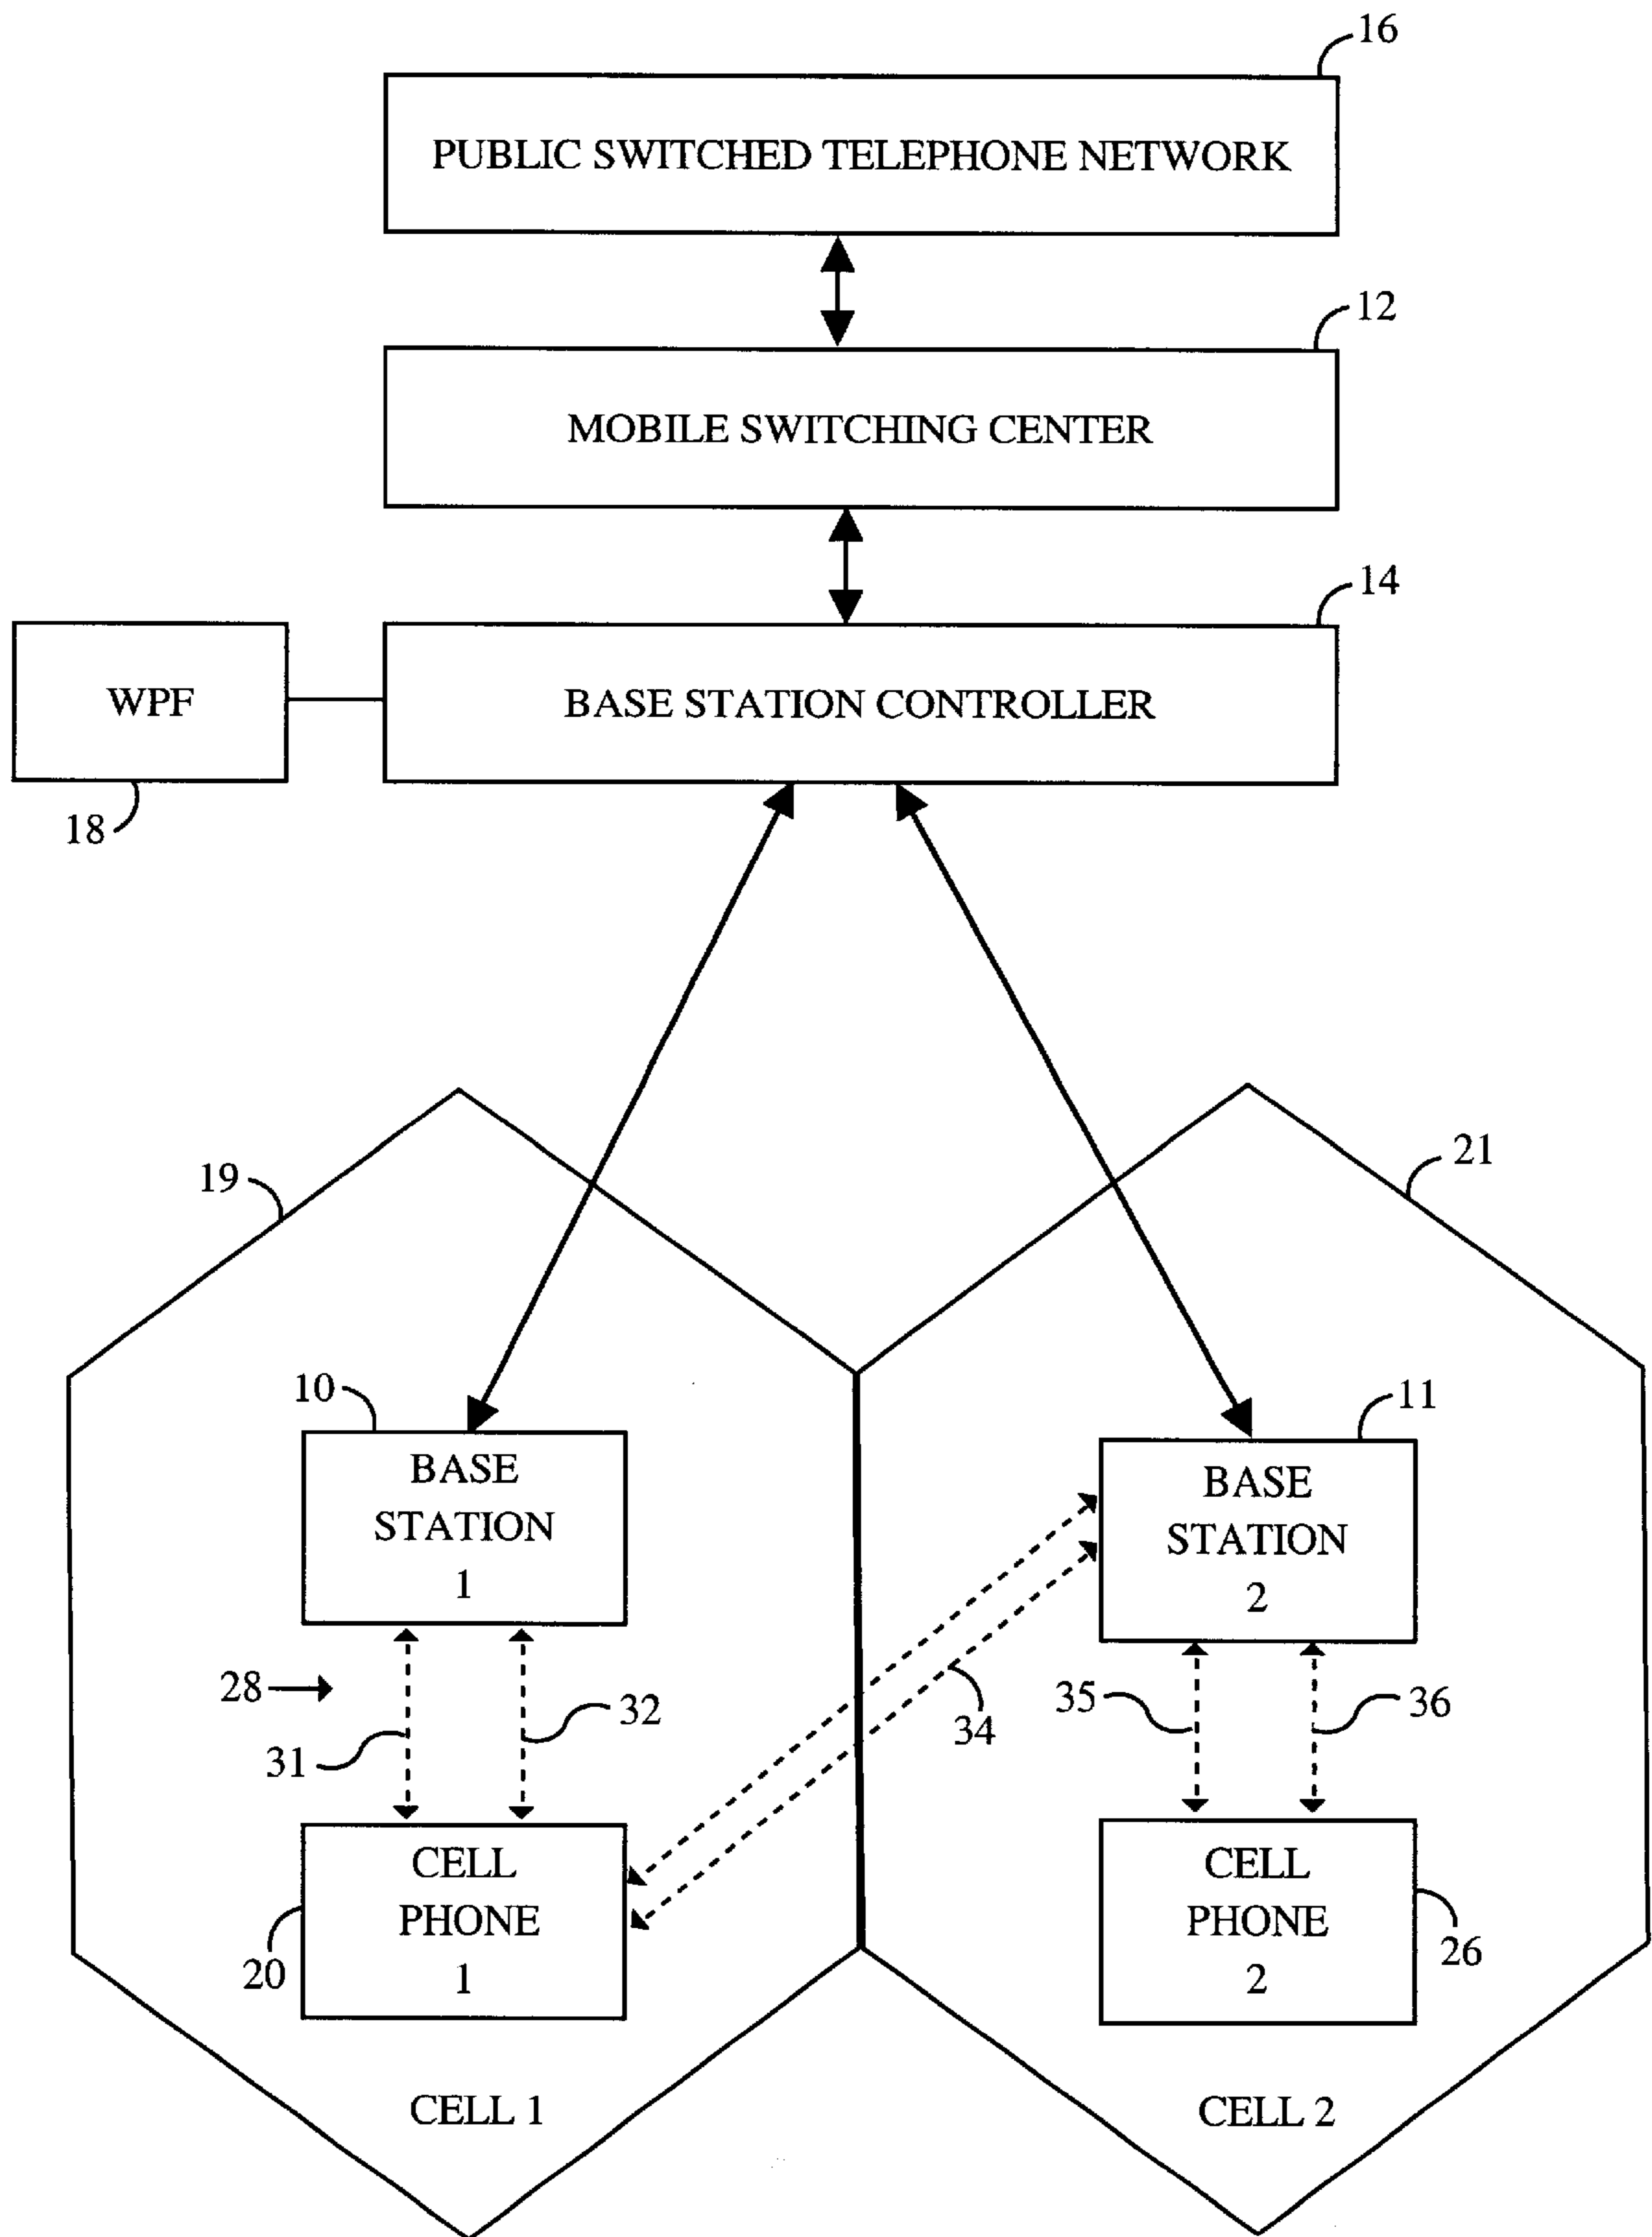 16
PUBLIC SWITCHED TELEPHONE NETWORK
12
MOBILE SWITCHING CENTER
14
WPF
BASE STATION CONTROLLER
18
19
21
10
11
BASE
STATION
1
BASE
STATION
2
28
31
32
34
35
36
CELL
PHONE
1
20
CELL
PHONE
2
26
CELL 1
CELL 2